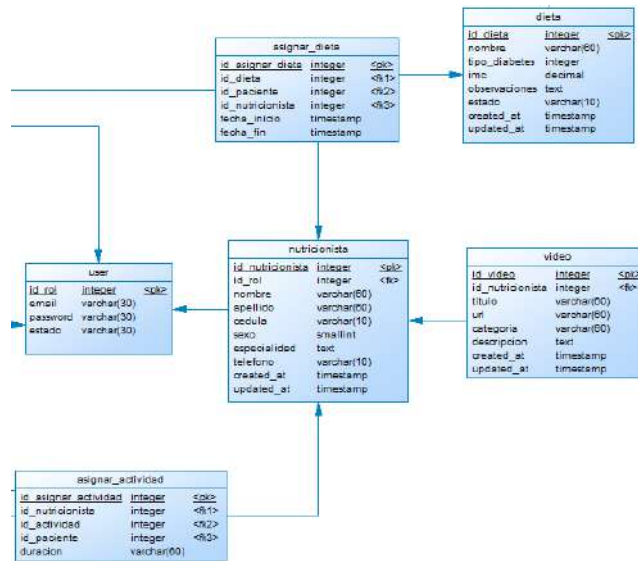 asignar_dieta
id_asignar_dieta integer <pk>
id_dieta integer <fk1>
id_paciente integer <fk2>
id_nutricionista integer <fk3>
fecha_inicio timestamp
fecha_fin timestamp
dieta
id_dieta integer <pk>
nombre varchar(60)
tipo_diabetes integer
imc decimal
observaciones text
estado varchar(10)
created_at timestamp
updated_at timestamp
user
id_rol integer <pk>
email varchar(30)
password varchar(30)
estado varchar(30)
nutricionista
id_nutricionista integer <pk>
id_rol integer <fk>
nombre varchar(60)
apellido varchar(60)
cedula varchar(10)
sexo smallint
especialidad text
telefono varchar(10)
created_at timestamp
updated_at timestamp
video
id_video integer <pk>
id_nutricionista integer <fk>
titulo varchar(60)
url varchar(60)
categoria varchar(60)
descripcion text
created_at timestamp
updated_at timestamp
asignar_actividad
id_asignar_actividad integer <pk>
id_nutricionista integer <fk1>
id_actividad integer <fk2>
id_paciente integer <fk3>
duracion varchar(60)